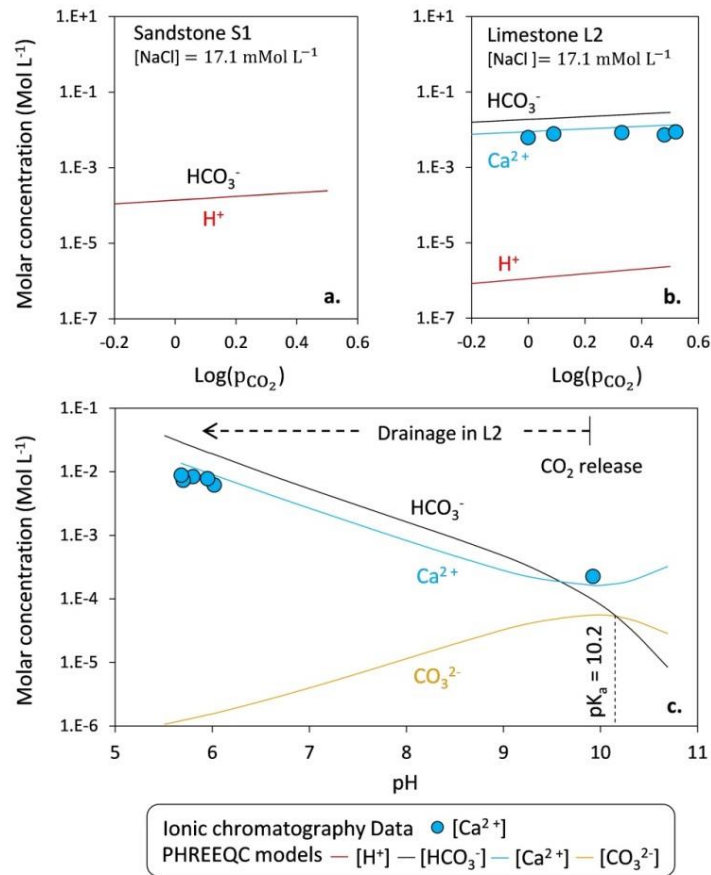 Molar concentration (Mol L⁻¹)
Sandstone S1
[NaCl] = 17.1 mMol L⁻¹
1.E+1
1.E-1
1.E-3
1.E-5
1.E-7
HCO₃⁻
H⁺
a.
-0.2
0
0.2
0.4
0.6
Log(p_CO₂)
Limestone L2
[NaCl ]= 17.1 mMol L⁻¹
1.E+1
1.E-1
1.E-3
1.E-5
1.E-7
HCO₃⁻
Ca²⁺
H⁺
b.
-0.2
0
0.2
0.4
0.6
Log(p_CO₂)
Molar concentration (Mol L⁻¹)
1.E-1
1.E-2
1.E-3
1.E-4
1.E-5
1.E-6
Drainage in L2
CO₂ release
HCO₃⁻
Ca²⁺
CO₃²⁻
pKₐ = 10.2
c.
5
6
7
8
9
10
11
pH
Ionic chromatography Data [Ca²⁺]
PHREEQC models [H⁺] [HCO₃⁻] [Ca²⁺] [CO₃²⁻]